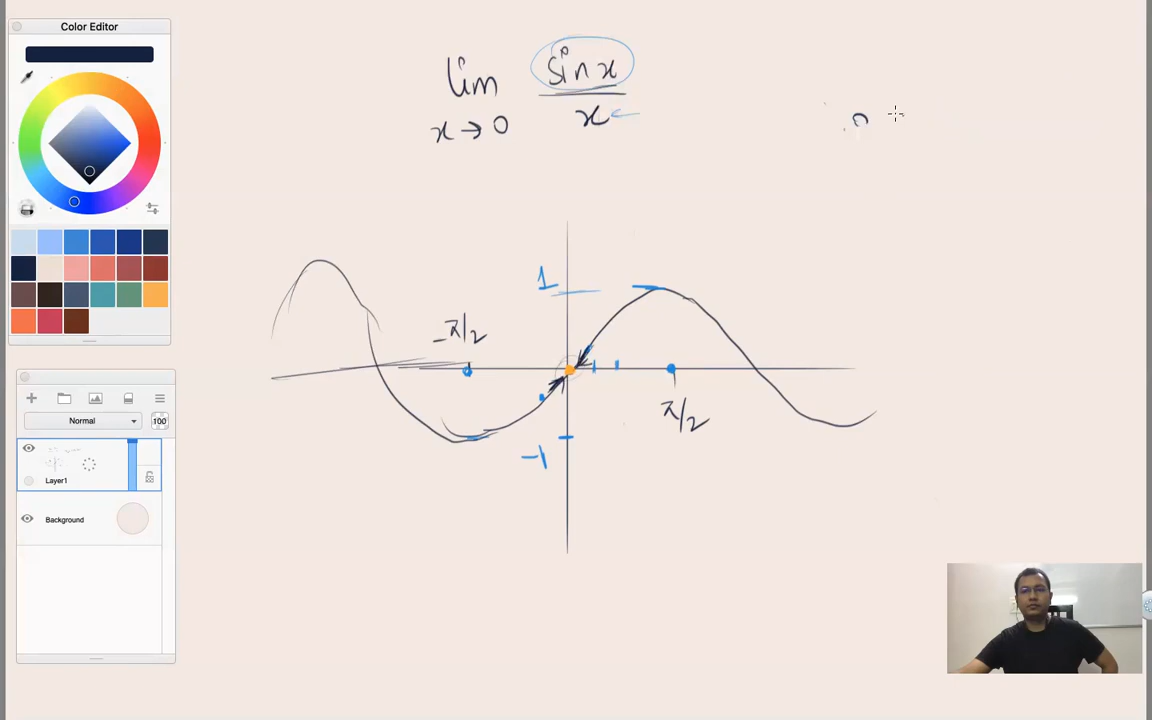 Color Editor
lim sin x / x
x → 0
1
-π/2
π/2
-1
Normal 100
Layer1
Background